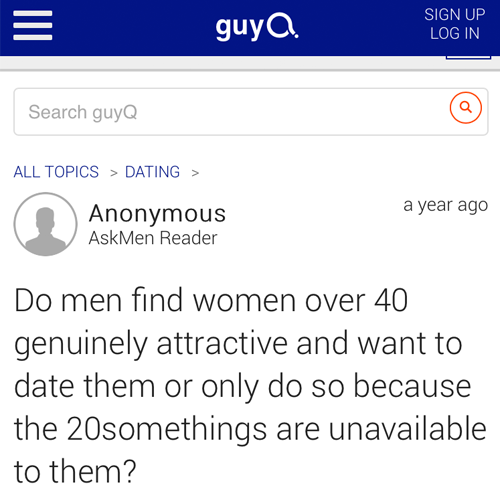 guyQ.
SIGN UP
LOG IN
Search guyQ
ALL TOPICS > DATING >
Anonymous
a year ago
AskMen Reader
Do men find women over 40
genuinely attractive and want to
date them or only do so because
the 20somethings are unavailable
to them?